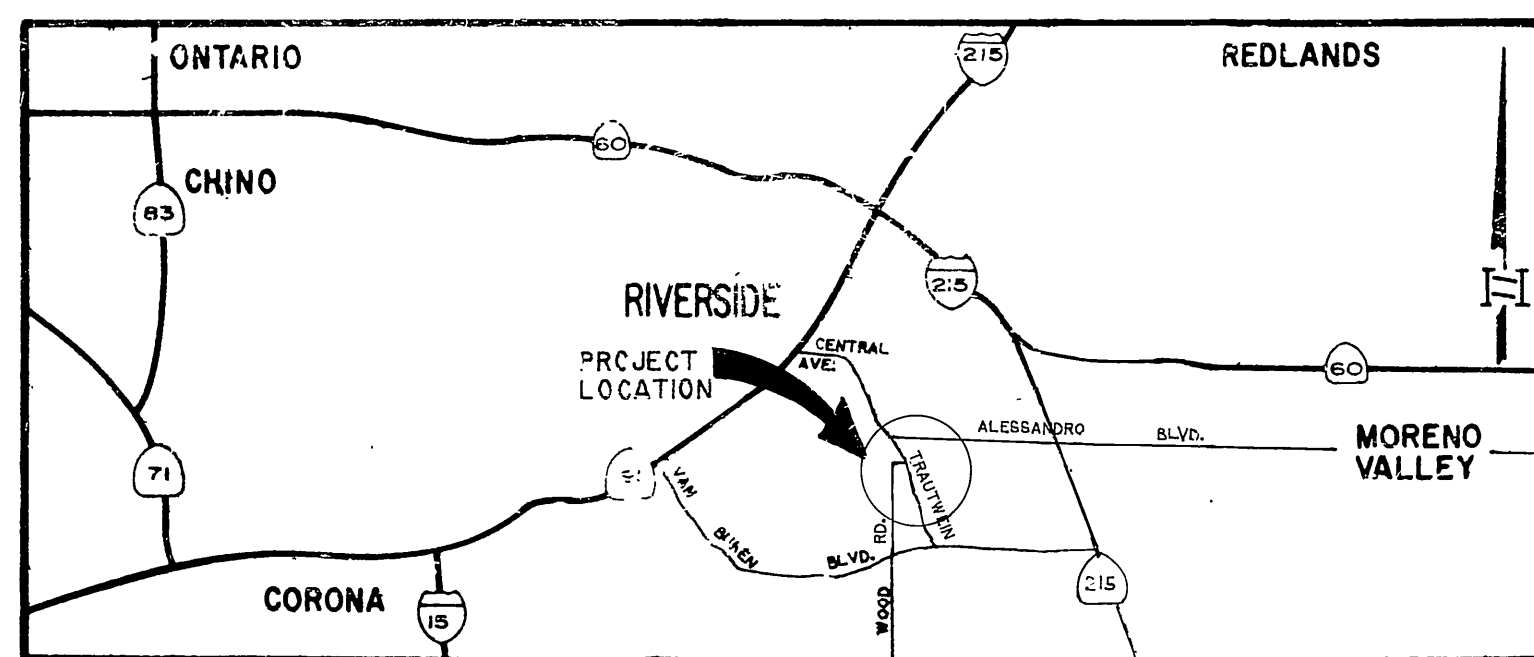 ONTARIO
REDLANDS
215
60
CHINO
83
215
RIVERSIDE
CENTRAL
AVE.
PROJECT
LOCATION
60
ALESSANDRO BLVD.
MORENO
VALLEY
TRAUTWEIN
71
VAN
BLVD.
RD.
WOOD
215
CORONA
15